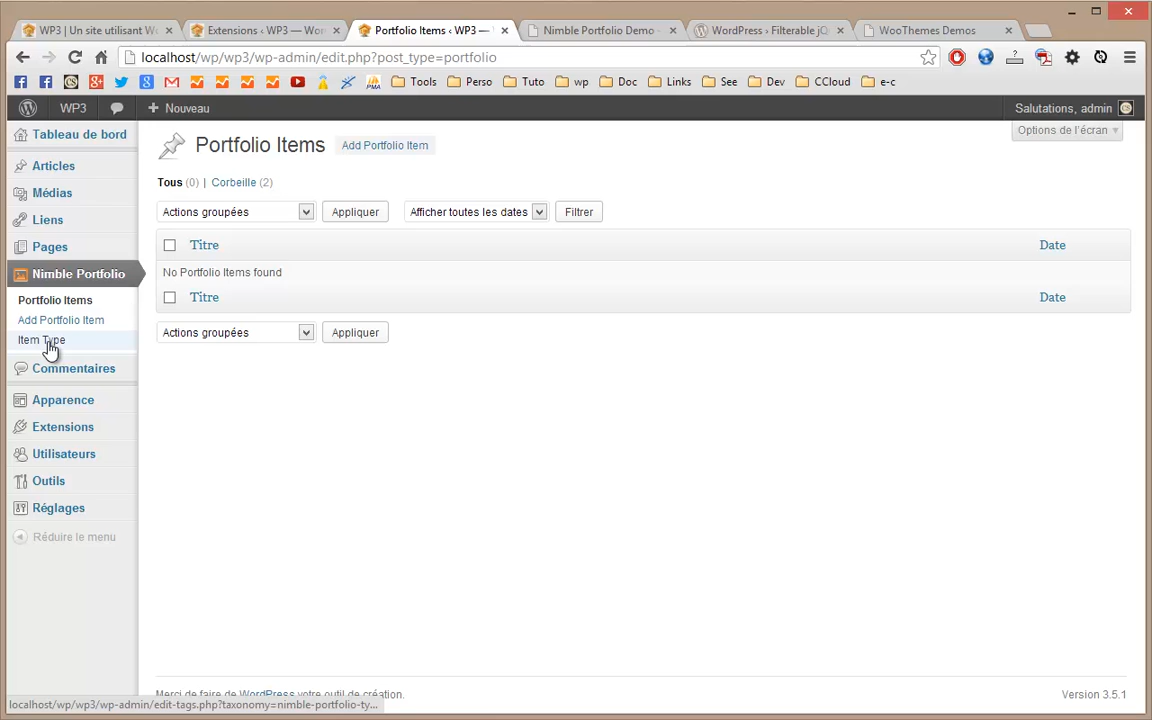 WP3 | Un site utilisant W
Extensions ‹ WP3 — Wor
Portfolio Items ‹ WP3 —
Nimble Portfolio Demo
WordPress › Filterable jQ
WooThemes Demos
localhost/wp/wp3/wp-admin/edit.php?post_type=portfolio
Tools
Perso
Tuto
wp
Doc
Links
See
Dev
CCloud
e-c
WP3
Nouveau
Salutations, admin
Tableau de bord
Articles
Médias
Liens
Pages
Nimble Portfolio
Portfolio Items
Add Portfolio Item
Item Type
Commentaires
Apparence
Extensions
Utilisateurs
Outils
Réglages
Réduire le menu
Options de l'écran
Portfolio Items Add Portfolio Item
Tous (0) | Corbeille (2)
Actions groupées Appliquer Afficher toutes les dates Filtrer
Titre Date
No Portfolio Items found
Titre Date
Actions groupées Appliquer
Merci de faire de WordPress votre outil de création. Version 3.5.1
localhost/wp/wp3/wp-admin/edit-tags.php?taxonomy=nimble-portfolio-ty...